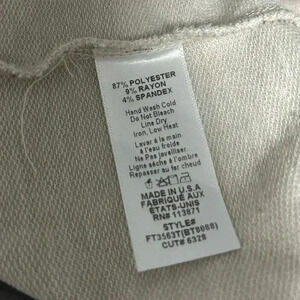 87% POLYESTER
9% RAYON
4% SPANDEX
Hand Wash Cold
Do Not Bleach
Line Dry
Iron, Low Heat
Laver à la main
à l'eau froide
Ne Pas javelliser
Ligne sèche à l'ombre
Repasser au fer chaud
MADE IN U.S.A
FABRIQUE AUX
ÉTATS-UNIS
RN# 113871
STYLE#
FT3563T(BT8088)
CUT# 6328